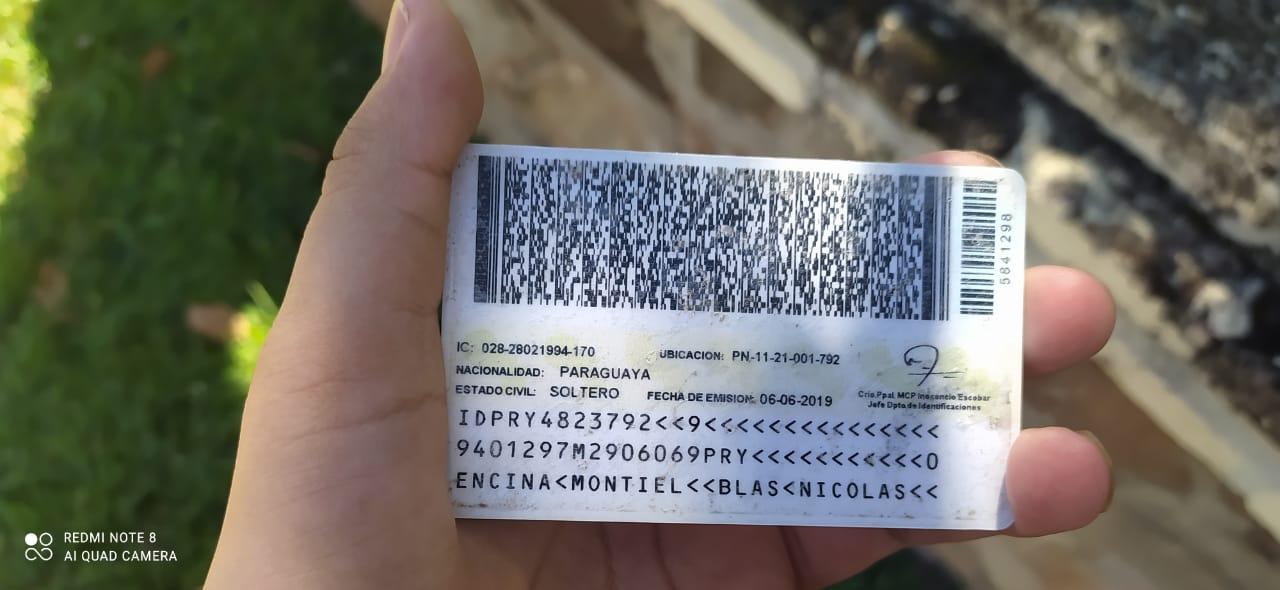 5841298
IC: 028-28021994-170 UBICACION: PN-11-21-001-792
NACIONALIDAD: PARAGUAYA
ESTADO CIVIL: SOLTERO FECHA DE EMISION: 06-06-2019
Crio.Ppal. MCP Inocencio Escobar
Jefe Dpto de Identificaciones
IDPRY4823792<<9<<<<<<<<<<<<<<<
9401297M2906069PRY<<<<<<<<<<<0
ENCINA<MONTIEL<<BLAS<NICOLAS<<
REDMI NOTE 8
AI QUAD CAMERA